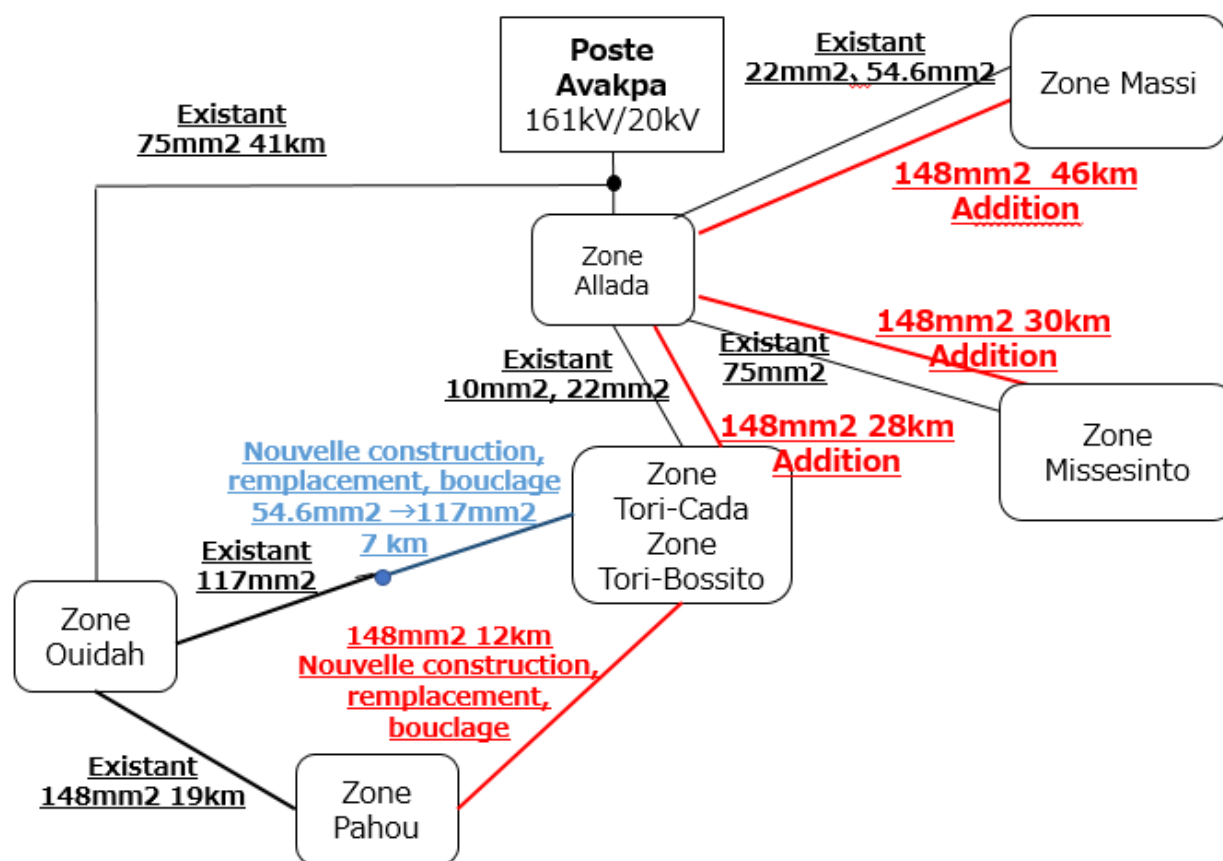 Poste
Avakpa
161kV/20kV
Existant
22mm2、54.6mm2
Zone Massi
Existant
75mm2 41km
148mm2  46km
Addition
Zone
Allada
148mm2 30km
Addition
Existant
75mm2
Existant
10mm2, 22mm2
148mm2 28km
Addition
Zone
Missesinto
Nouvelle construction,
remplacement, bouclage
54.6mm2 →117mm2
7 km
Zone
Tori-Cada
Zone
Tori-Bossito
Existant
117mm2
Zone
Ouidah
148mm2 12km
Nouvelle construction,
remplacement,
bouclage
Existant
148mm2 19km
Zone
Pahou